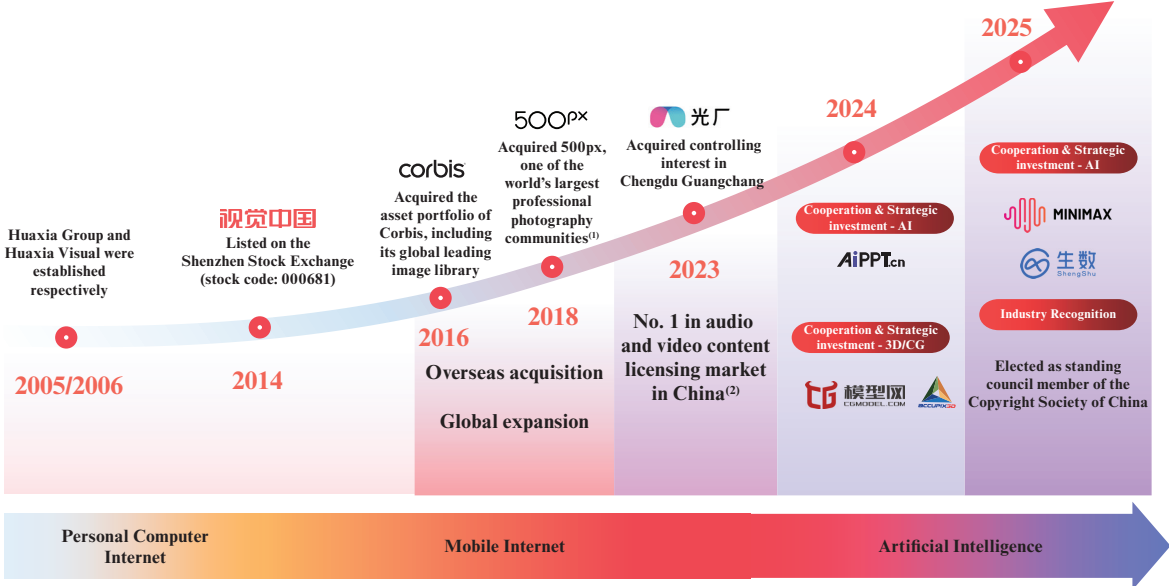 Huaxia Group and
Huaxia Visual were
established
respectively
2005/2006
视觉中国
Listed on the
Shenzhen Stock Exchange
(stock code: 000681)
2014
corbis
Acquired the
asset portfolio of
Corbis, including
its global leading
image library
2016
500px
Acquired 500px,
one of the
world's largest
professional
photography
communities(1)
2018
Overseas acquisition
Global expansion
光厂
Acquired controlling
interest in
Chengdu Guangchang
2023
No. 1 in audio
and video content
licensing market
in China(2)
2024
Cooperation & Strategic
investment - AI
AiPPT.cn
Cooperation & Strategic
investment - 3D/CG
CG 模型网
CGMODEL.COM
ACCUPIX3D
2025
Cooperation & Strategic
investment - AI
MINIMAX
生数
ShengShu
Industry Recognition
Elected as standing
council member of the
Copyright Society of China
Personal Computer
Internet
Mobile Internet
Artificial Intelligence